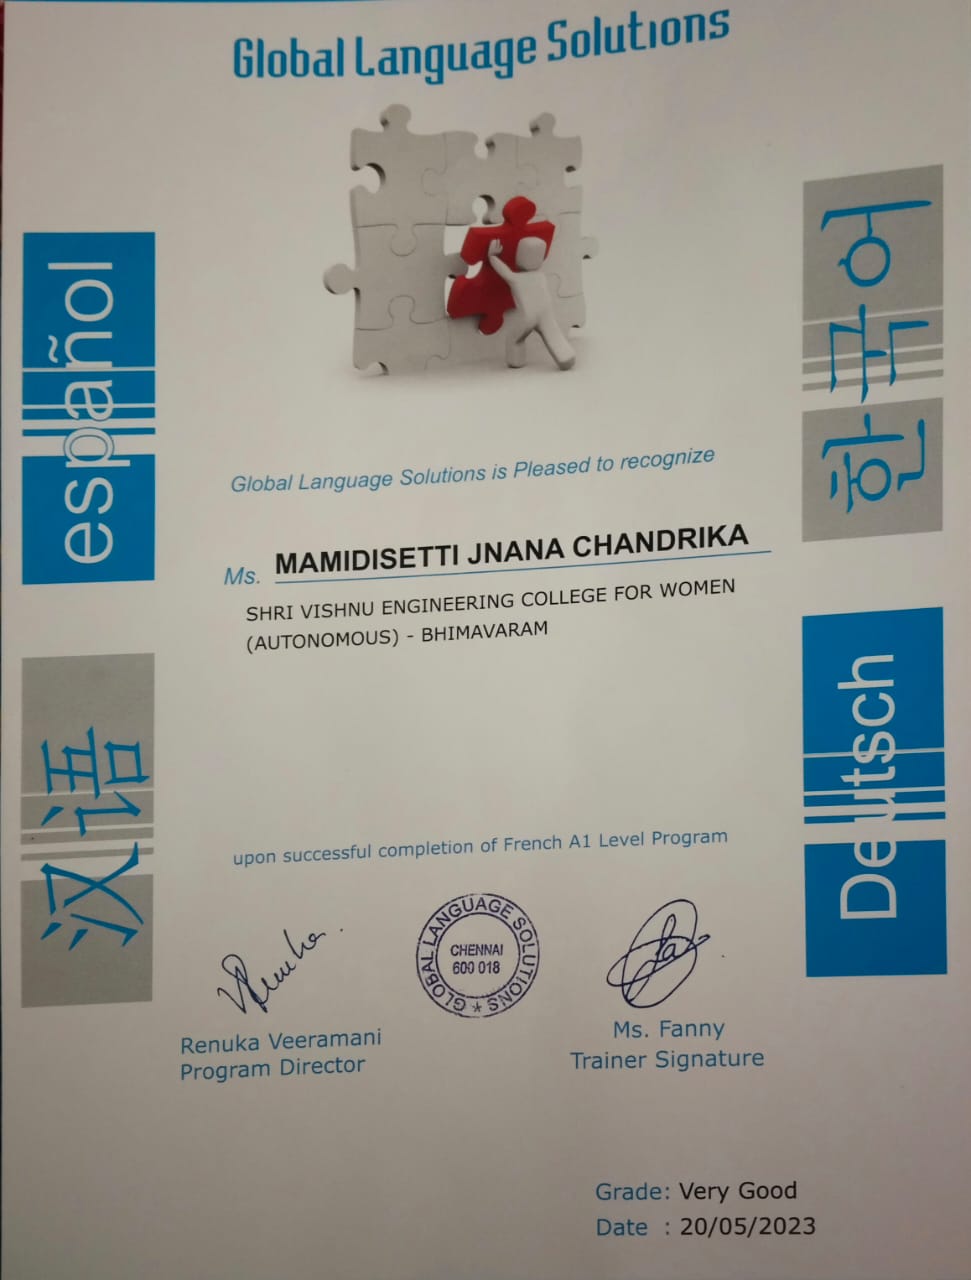 Global Language Solutions
español
한국어
Global Language Solutions is Pleased to recognize
Ms. MAMIDISETTI JNANA CHANDRIKA
SHRI VISHNU ENGINEERING COLLEGE FOR WOMEN
(AUTONOMOUS) - BHIMAVARAM
汉语
Deutsch
upon successful completion of French A1 Level Program
Renuka.
GLOBAL LANGUAGE SOLUTIONS *
CHENNAI
600 018
Renuka Veeramani
Program Director
Ms. Fanny
Trainer Signature
Grade: Very Good
Date : 20/05/2023